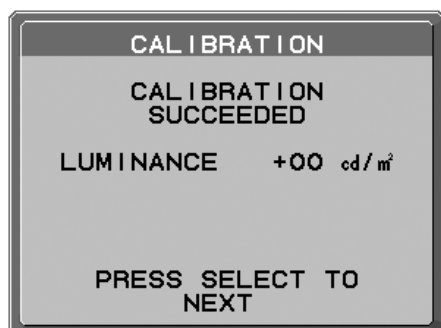 CALIBRATION
CALIBRATION
SUCCEEDED
LUMINANCE +00 cd/㎡
PRESS SELECT TO
NEXT